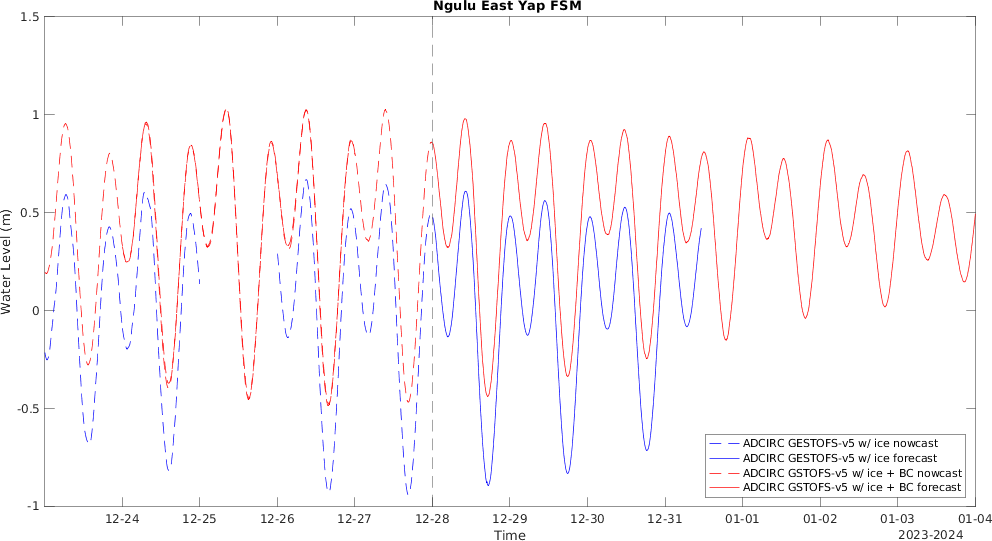 Ngulu East Yap FSM
1.5
1
0.5
0
-0.5
-1
Water Level (m)
12-24 12-25 12-26 12-27 12-28 12-29 12-30 12-31 01-01 01-02 01-03 01-04
Time
2023-2024
ADCIRC GESTOFS-v5 w/ ice nowcast
ADCIRC GESTOFS-v5 w/ ice forecast
ADCIRC GSTOFS-v5 w/ ice + BC nowcast
ADCIRC GSTOFS-v5 w/ ice + BC forecast